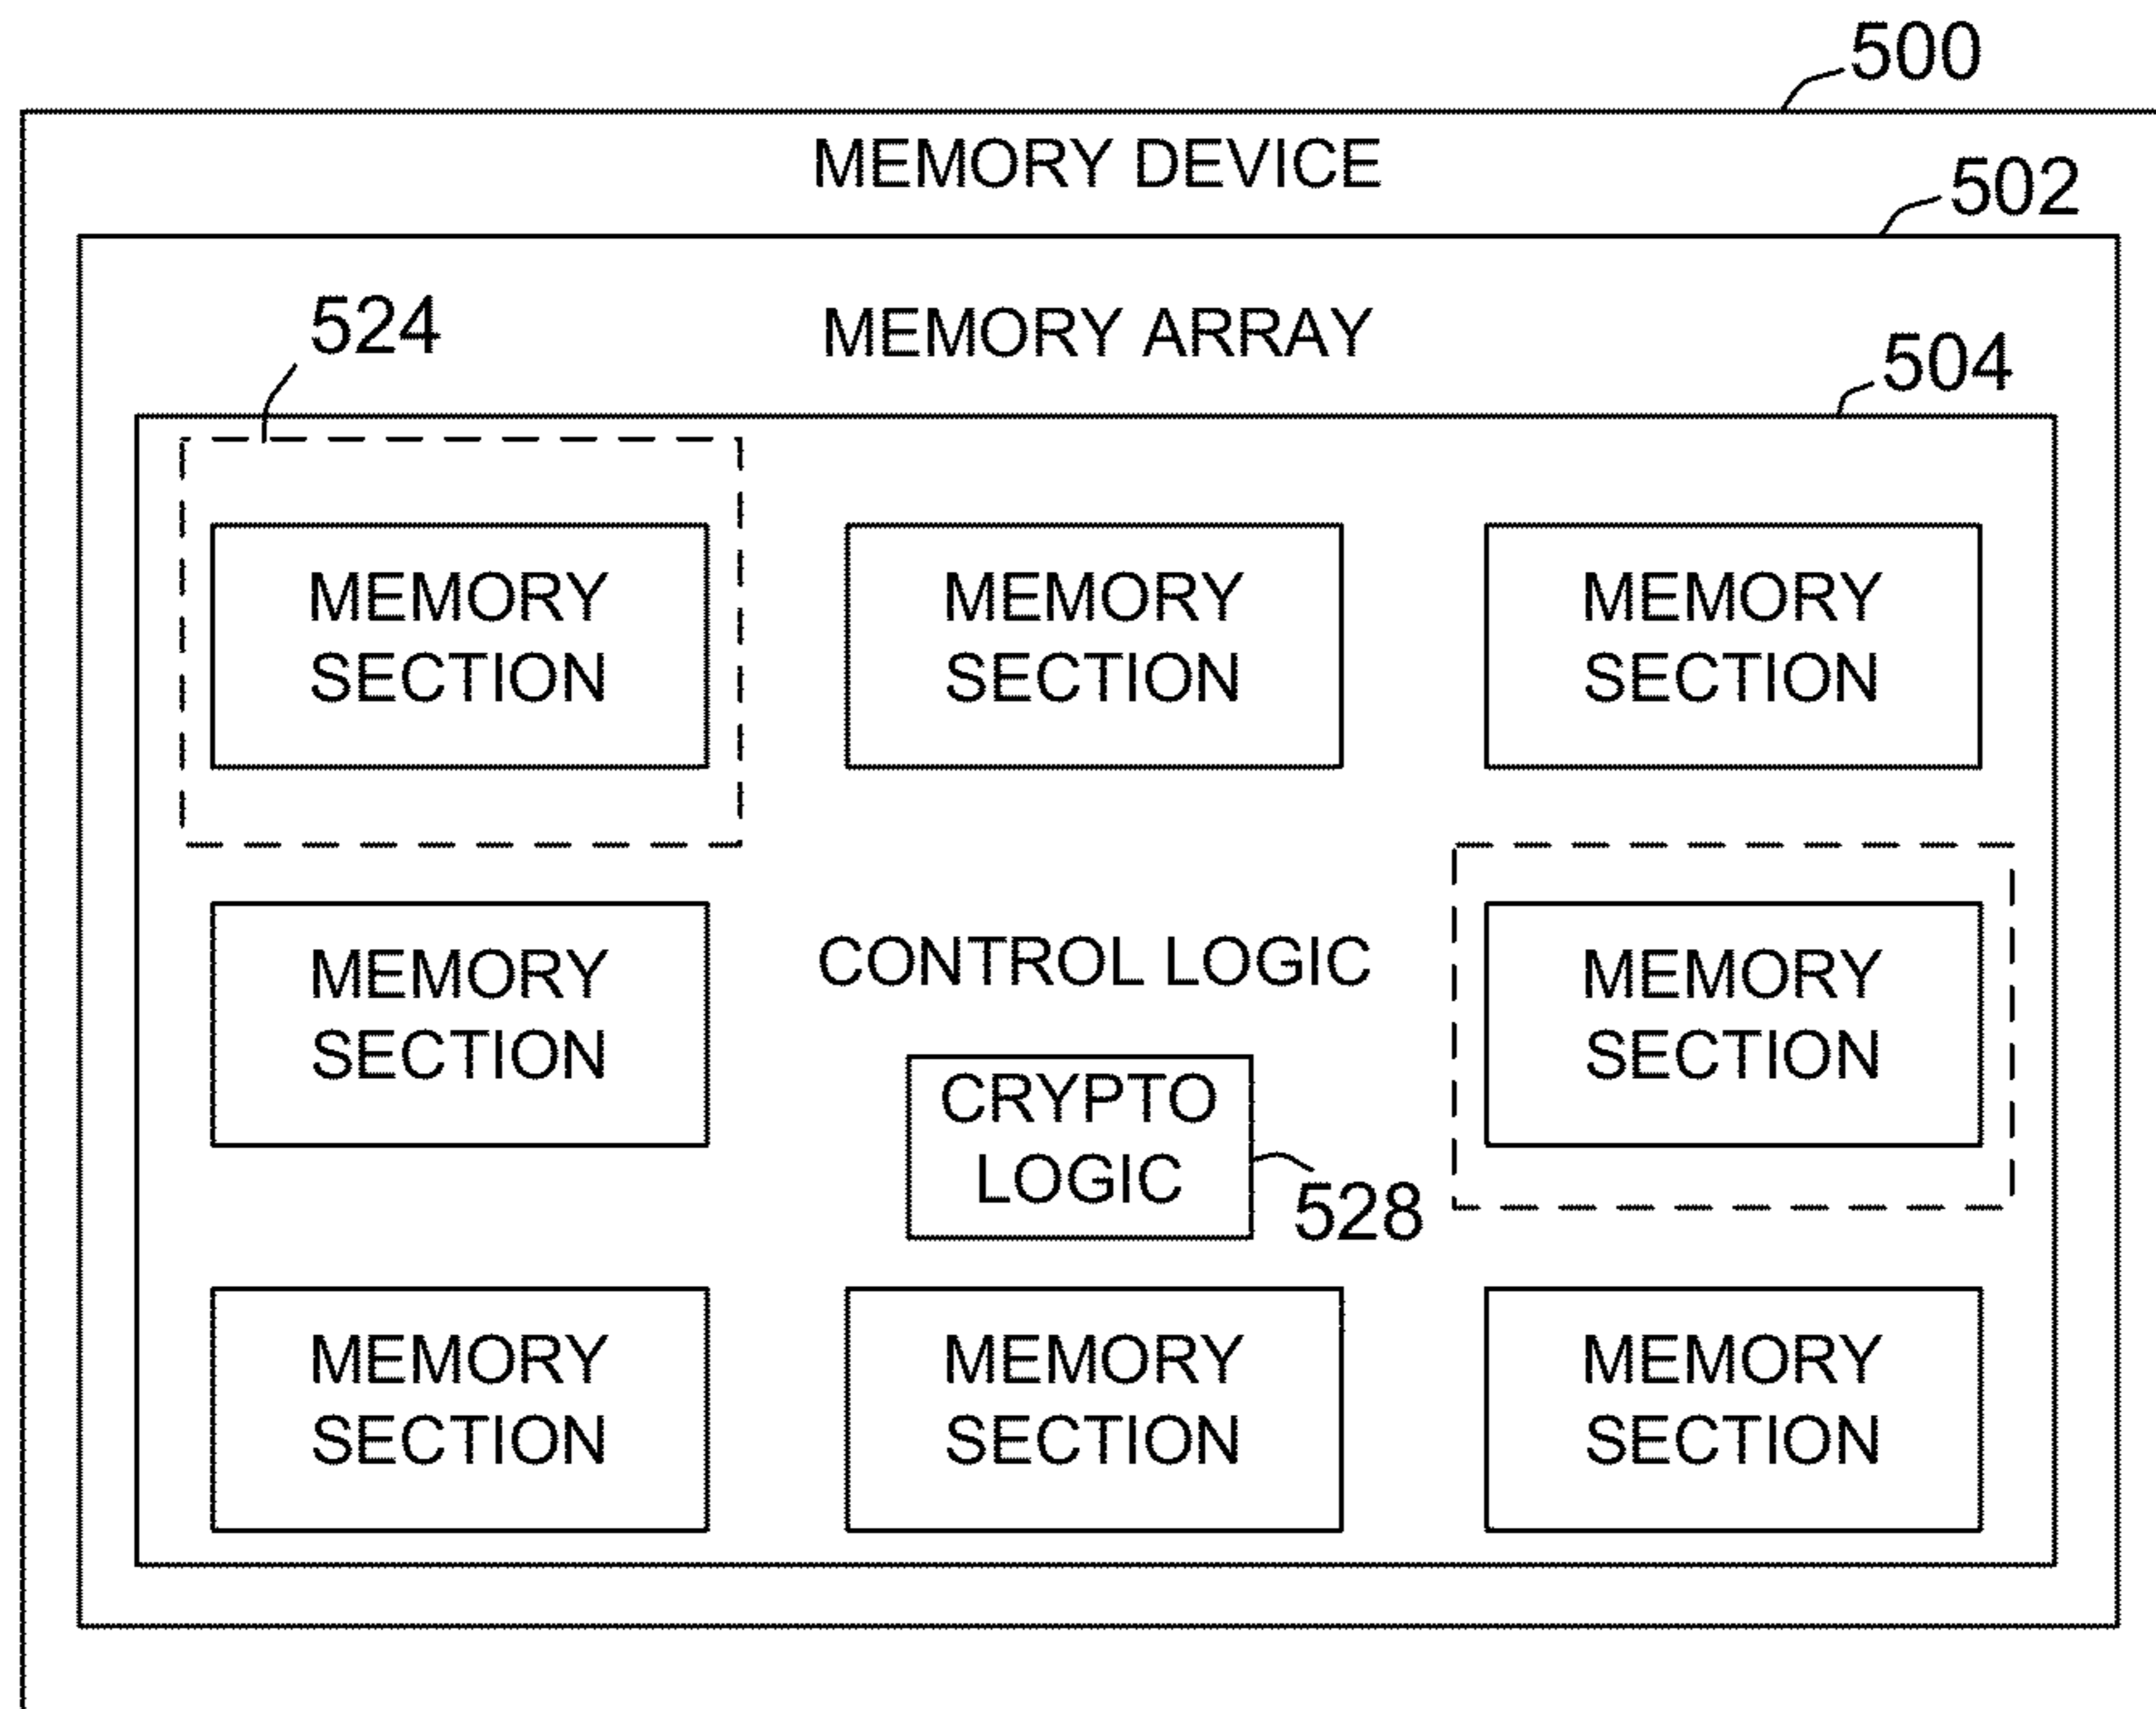 500
MEMORY DEVICE
502
524
MEMORY ARRAY
504
MEMORY
SECTION
MEMORY
SECTION
MEMORY
SECTION
MEMORY
SECTION
CONTROL LOGIC
CRYPTO
LOGIC
528
MEMORY
SECTION
MEMORY
SECTION
MEMORY
SECTION
MEMORY
SECTION